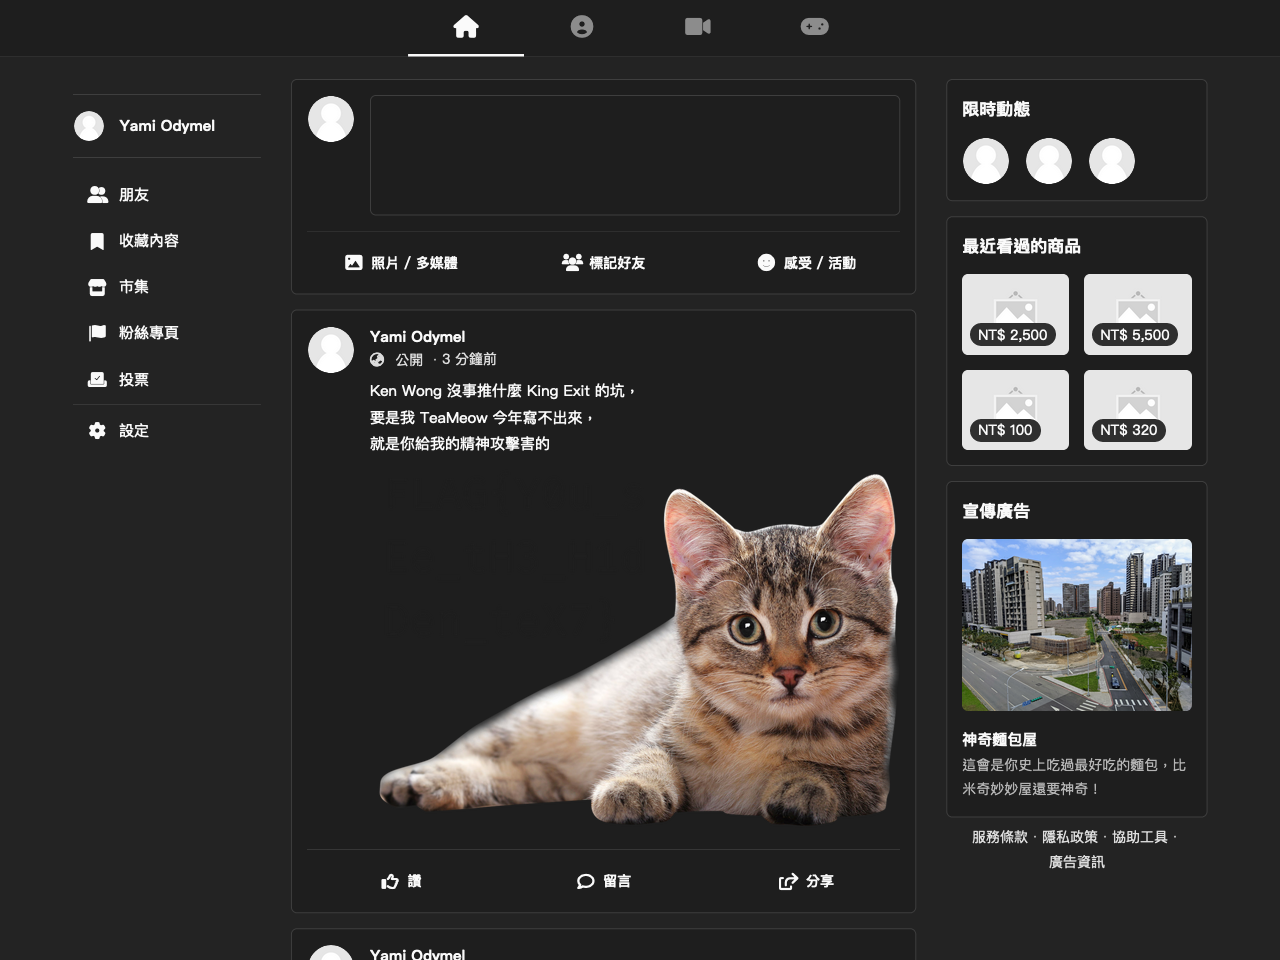 Yami Odymel
朋友
收藏內容
市集
粉絲專頁
投票
設定
照片 / 多媒體
標記好友
感受 / 活動
Yami Odymel
公開 · 3 分鐘前
Ken Wong 沒事推什麼 King Exit 的坑，
要是我 TeaMeow 今年寫不出來，
就是你給我的精神攻擊害的
讚
留言
分享
Yami Odymel
限時動態
最近看過的商品
NT$ 2,500
NT$ 5,500
NT$ 100
NT$ 320
宣傳廣告
神奇麵包屋
這會是你史上吃過最好吃的麵包，比
米奇妙妙屋還要神奇！
服務條款 · 隱私政策 · 協助工具 ·
廣告資訊